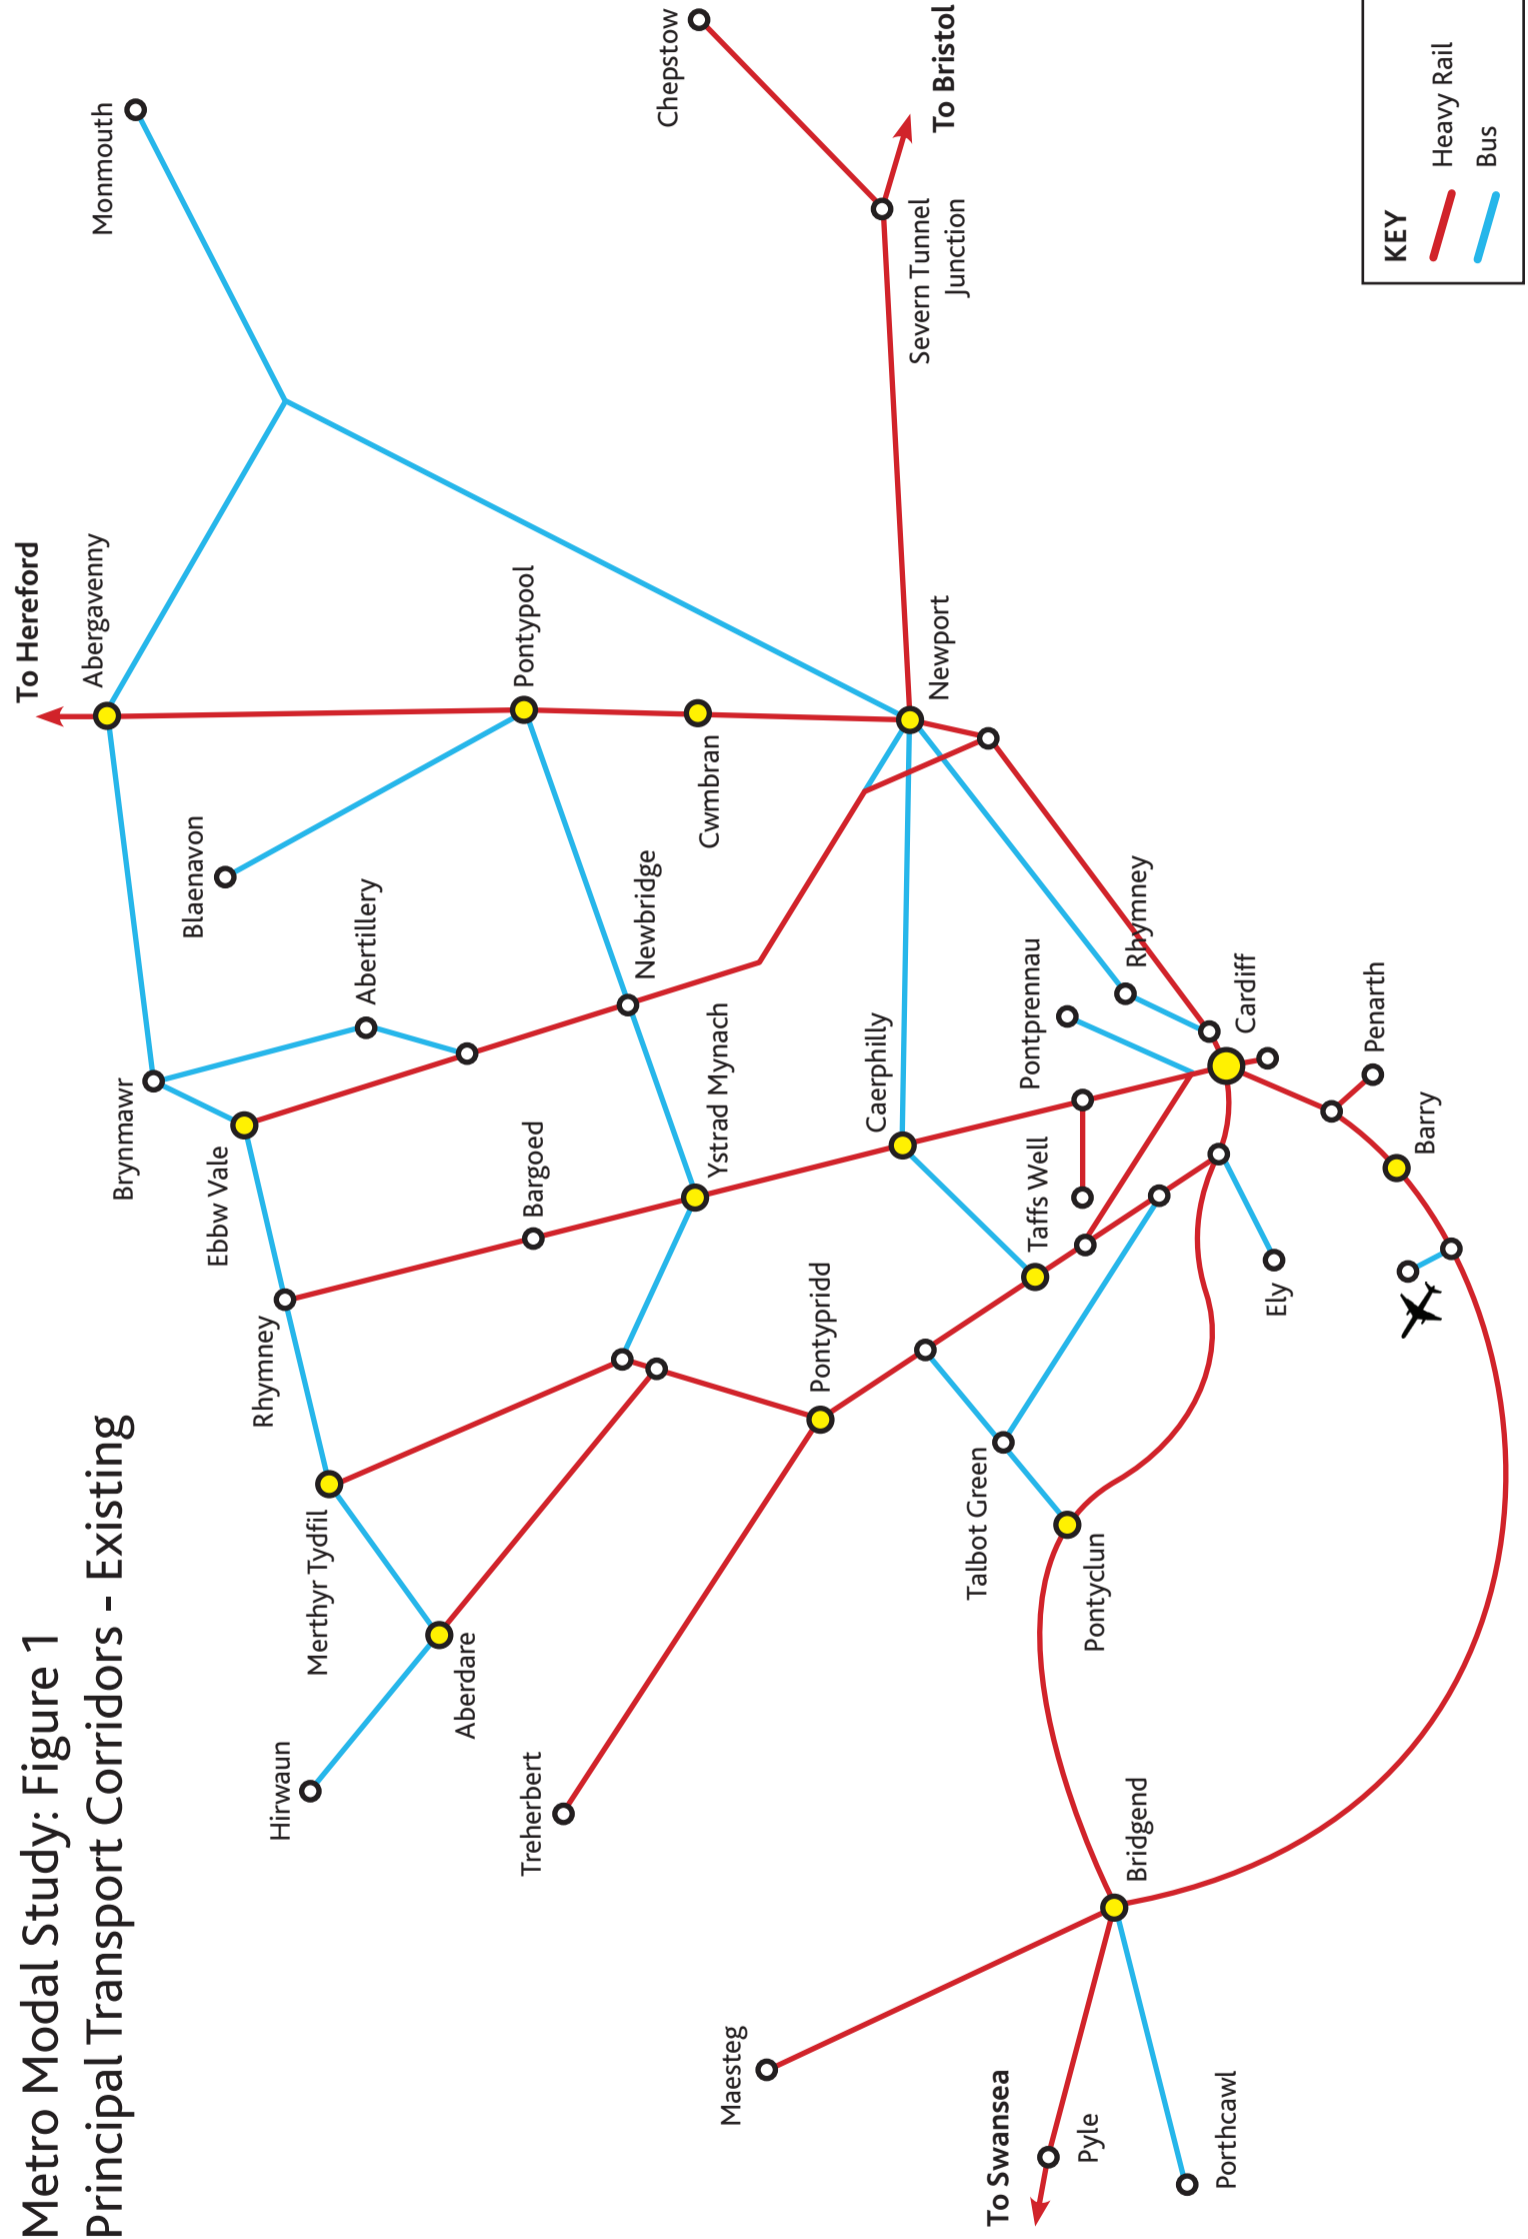 Metro Modal Study: Figure 1
Principal Transport Corridors - Existing
To Hereford
Abergavenny
Monmouth
Brynmawr
Blaenavon
Ebbw Vale
Abertillery
Rhymney
Merthyr Tydfil
Hirwaun
Aberdare
Bargoed
Pontypool
Treherbert
Newbridge
Ystrad Mynach
Cwmbran
Chepstow
Maesteg
Pontypridd
Caerphilly
Newport
Severn Tunnel
Junction
To Bristol
Talbot Green
Taffs Well
Pontprennau
To Swansea
Pyle
Pontyclun
Rhymney
Bridgend
Porthcawl
Cardiff
Ely
Penarth
Barry
KEY
Heavy Rail
Bus